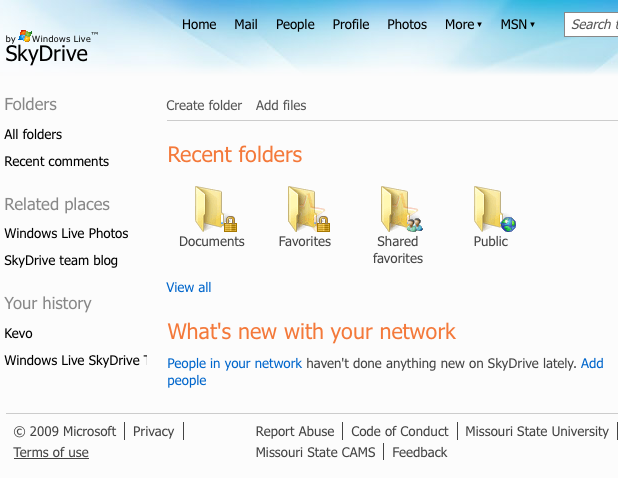 Home Mail People Profile Photos More MSN Search
by Windows Live™
SkyDrive
Folders
All folders
Recent comments
Related places
Windows Live Photos
SkyDrive team blog
Your history
Kevo
Windows Live SkyDrive
Create folder Add files
Recent folders
Documents Favorites Shared favorites Public
View all
What's new with your network
People in your network haven't done anything new on SkyDrive lately. Add
people
© 2009 Microsoft Privacy
Terms of use
Report Abuse Code of Conduct Missouri State University
Missouri State CAMS Feedback